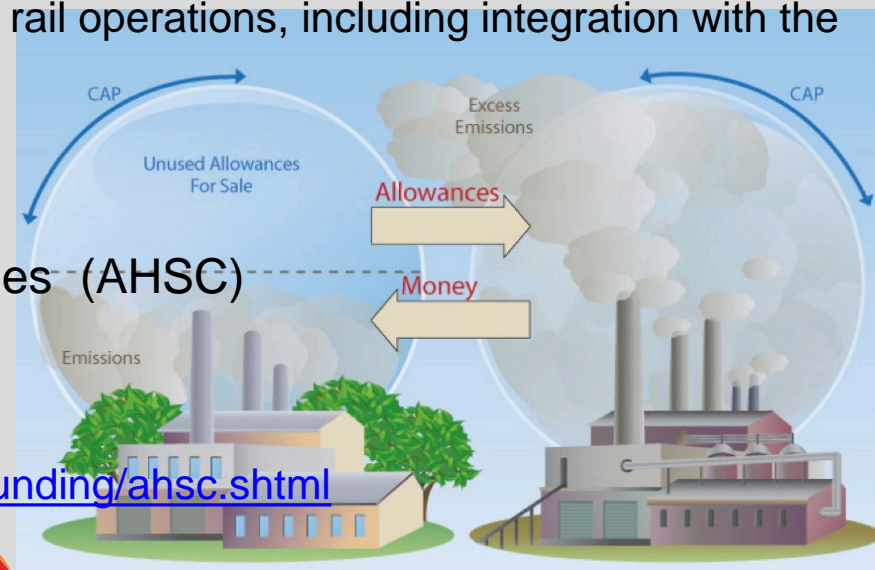 rail operations, including integration with the
CAP
CAP
Excess
Emissions
Unused Allowances
For Sale
Allowances
es (AHSC)
Money
Emissions
unding/ahsc.shtml